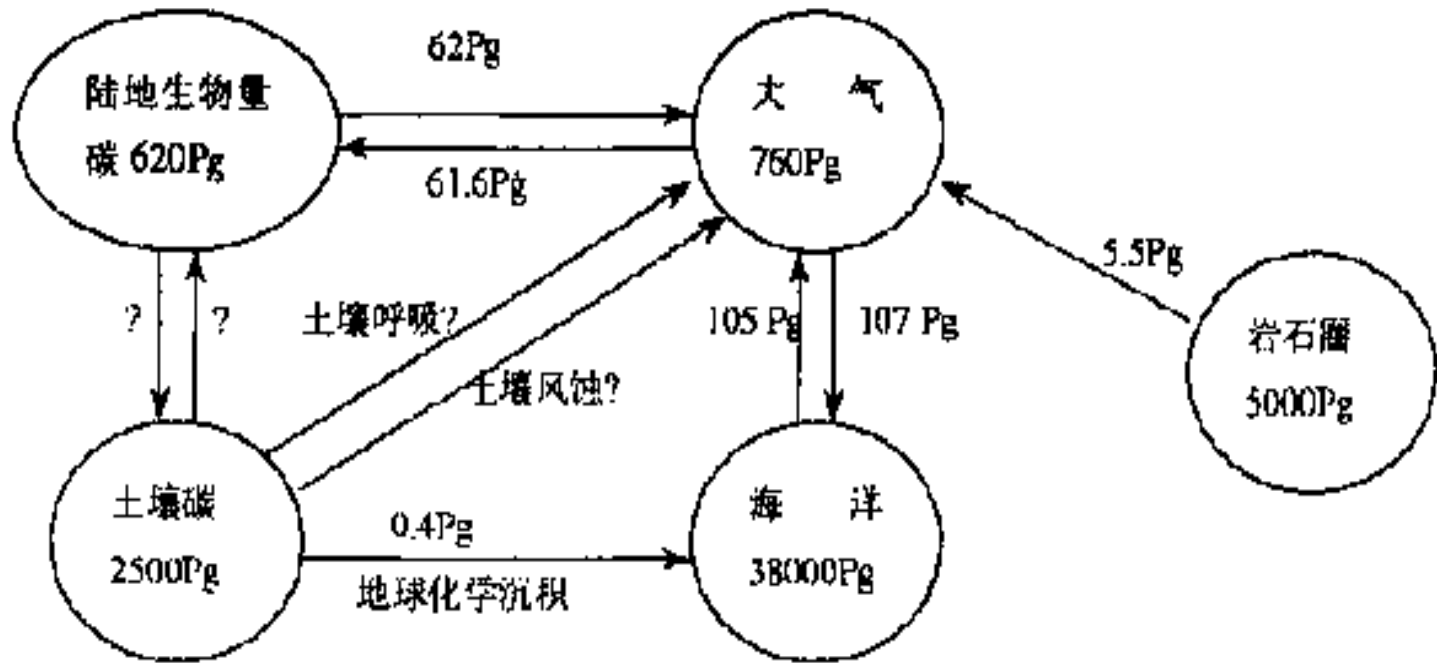 62Pg
陆地生物量
碳 620Pg
大 气
760Pg
61.6Pg
5.5Pg
? ?
土壤呼吸?
105 Pg
107 Pg
岩石圈
5000Pg
土壤风蚀?
土壤碳
2500Pg
0.4Pg
地球化学沉积
海 洋
38000Pg